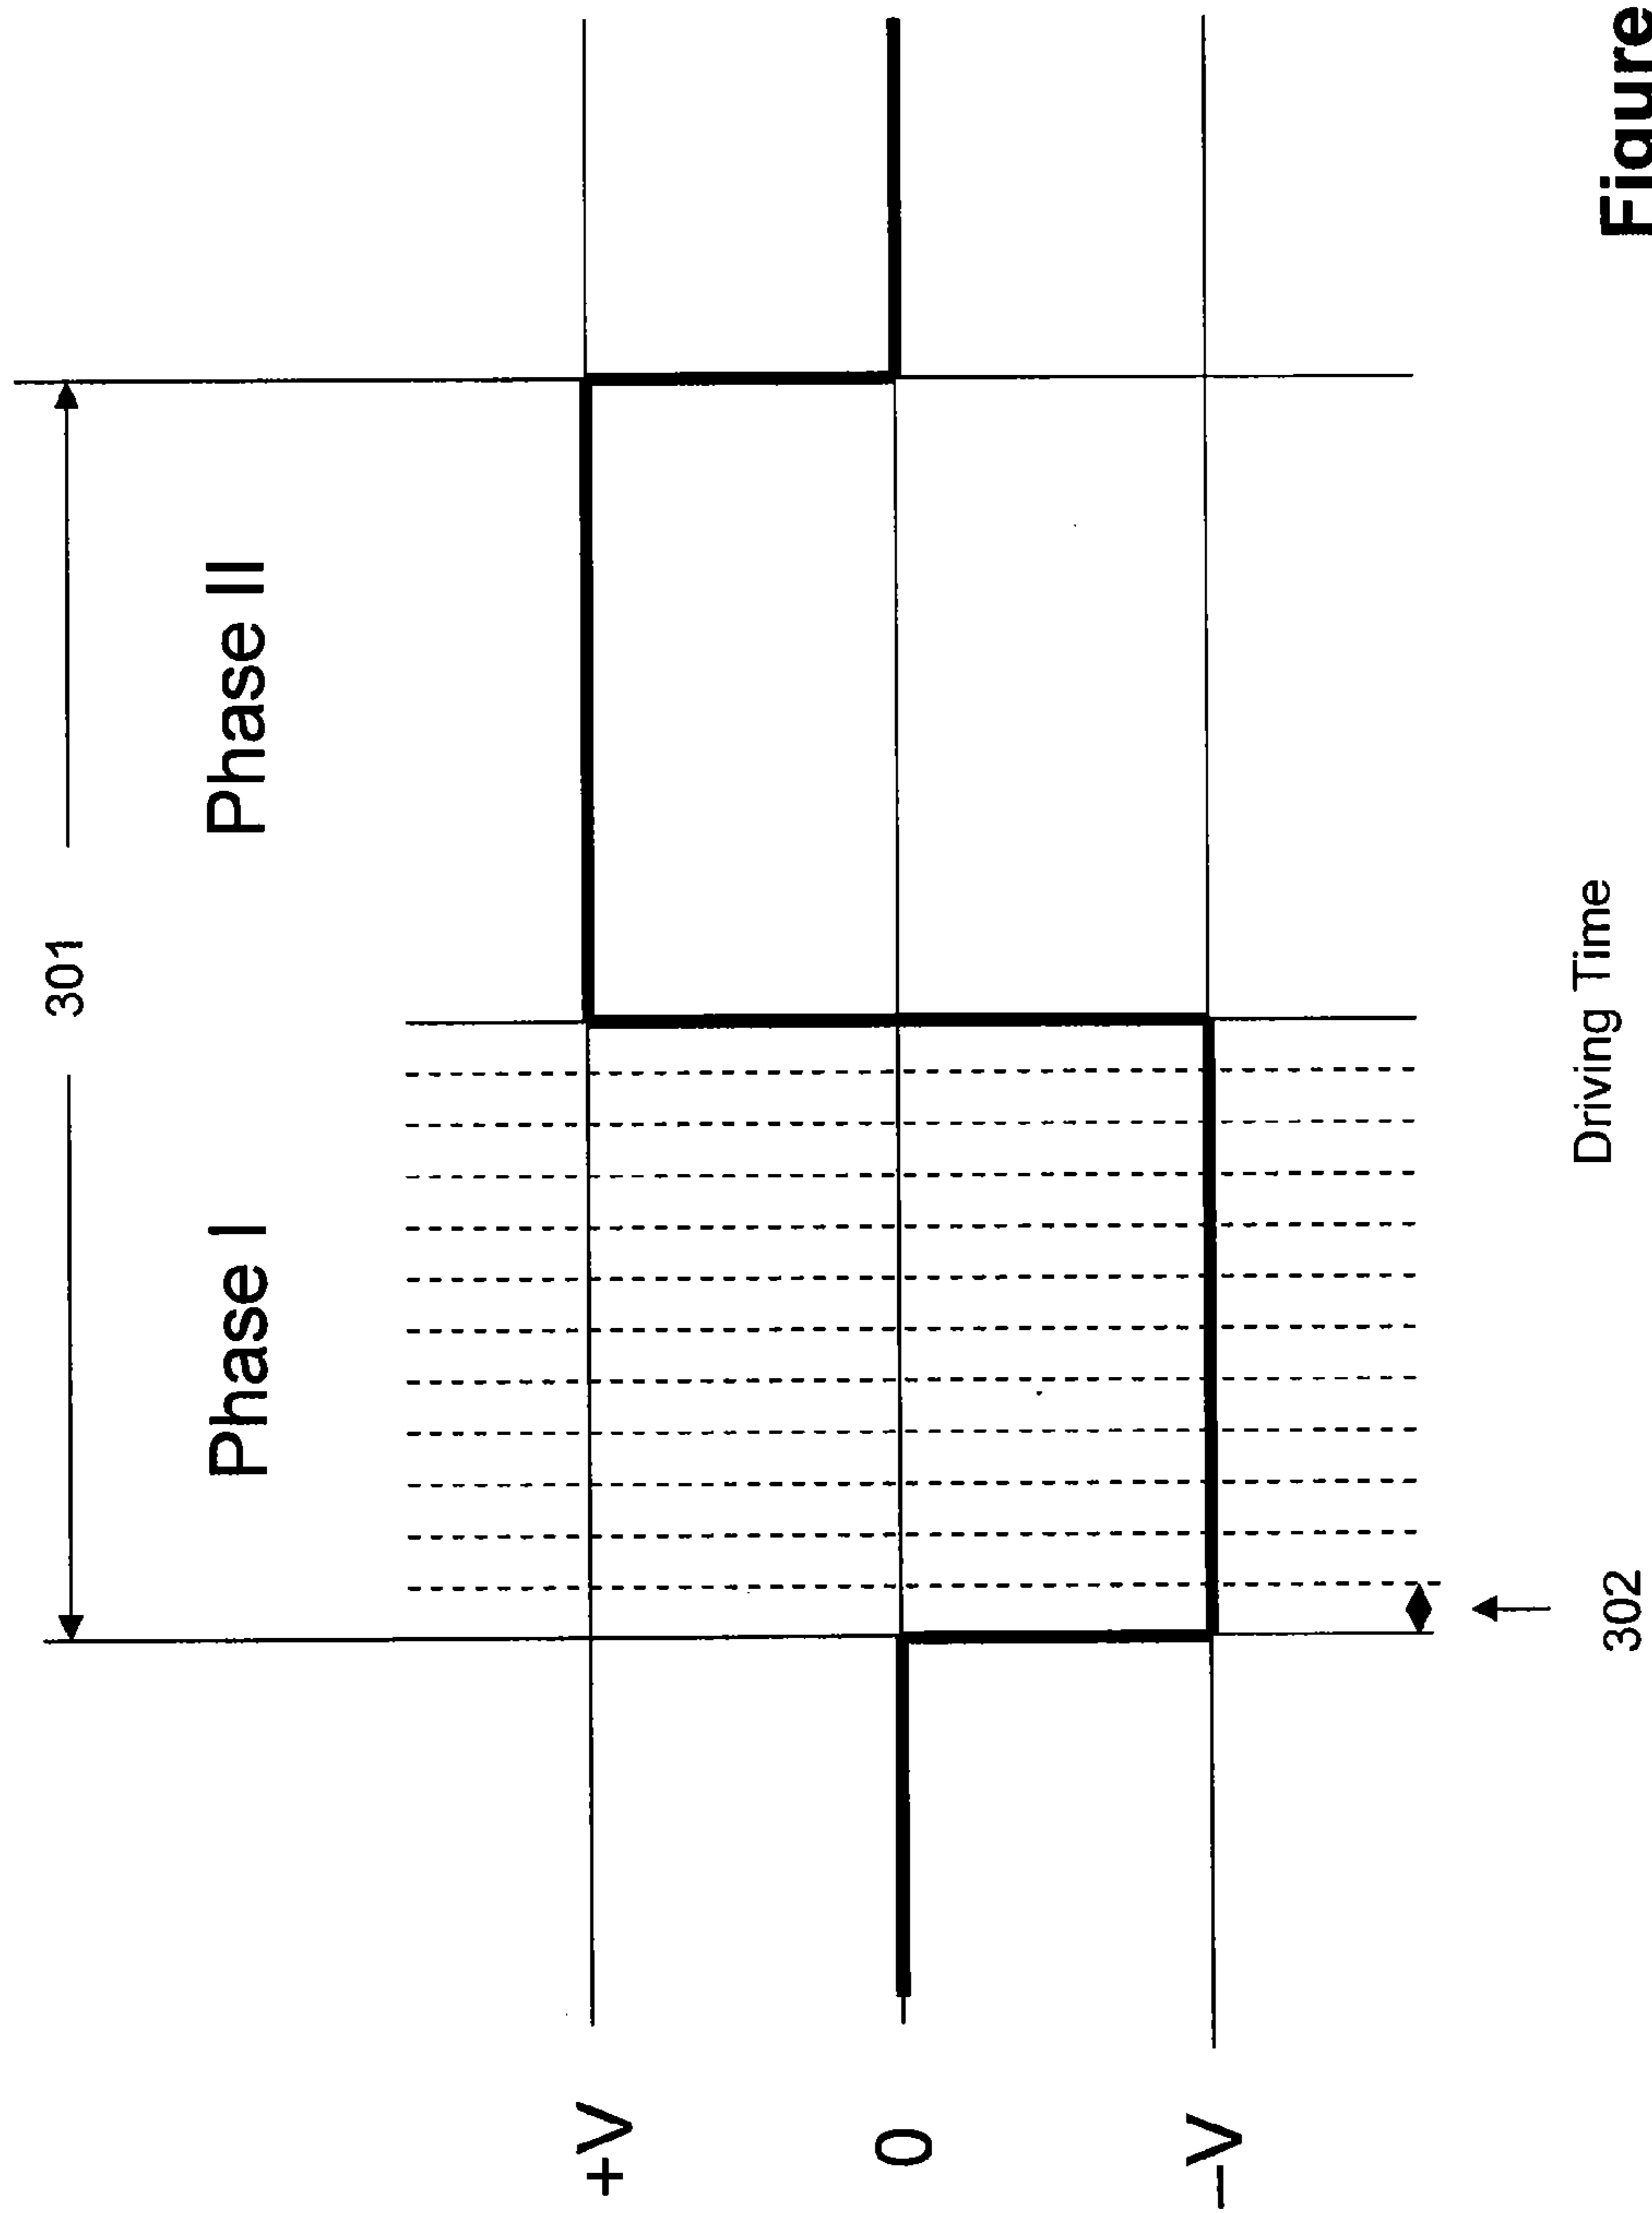 301
Phase I
Phase II
+V
0
–V
Driving Time
302
Figure